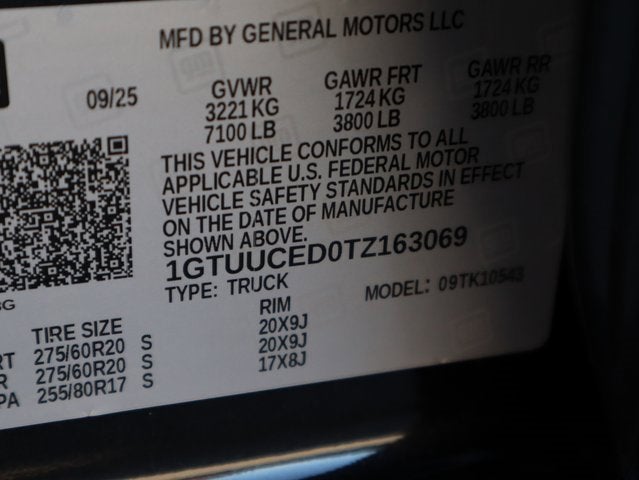 MFD BY GENERAL MOTORS LLC
09/25 GVWR GAWR FRT GAWR RR
3221 KG 1724 KG 1724 KG
7100 LB 3800 LB 3800 LB
THIS VEHICLE CONFORMS TO ALL
APPLICABLE U.S. FEDERAL MOTOR
VEHICLE SAFETY STANDARDS IN EFFECT
ON THE DATE OF MANUFACTURE
SHOWN ABOVE.
1GTUUCED0TZ163069
TYPE: TRUCK MODEL: 09TK10543
TIRE SIZE RIM
RT 275/60R20 S 20X9J
R 275/60R20 S 20X9J
PA 255/80R17 S 17X8J